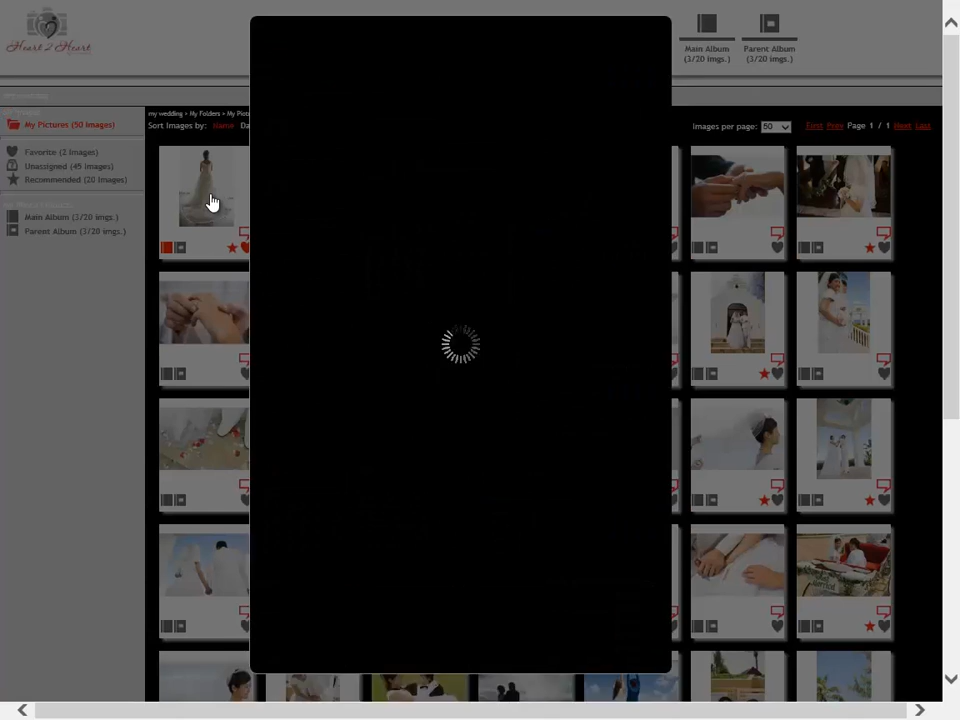 Heart 2 Heart
Main Album
(3/20 imgs.)
Parent Album
(3/20 imgs.)
My Pictures (50 Images)
my wedding > My Folders > My Pict
Sort Images by: Name Da
Images per page: 50
First Prev Page 1 / 1 Next Last
Favorite (2 Images)
Unassigned (45 Images)
Recommended (20 Images)
Main Album (3/20 imgs.)
Parent Album (3/20 imgs.)